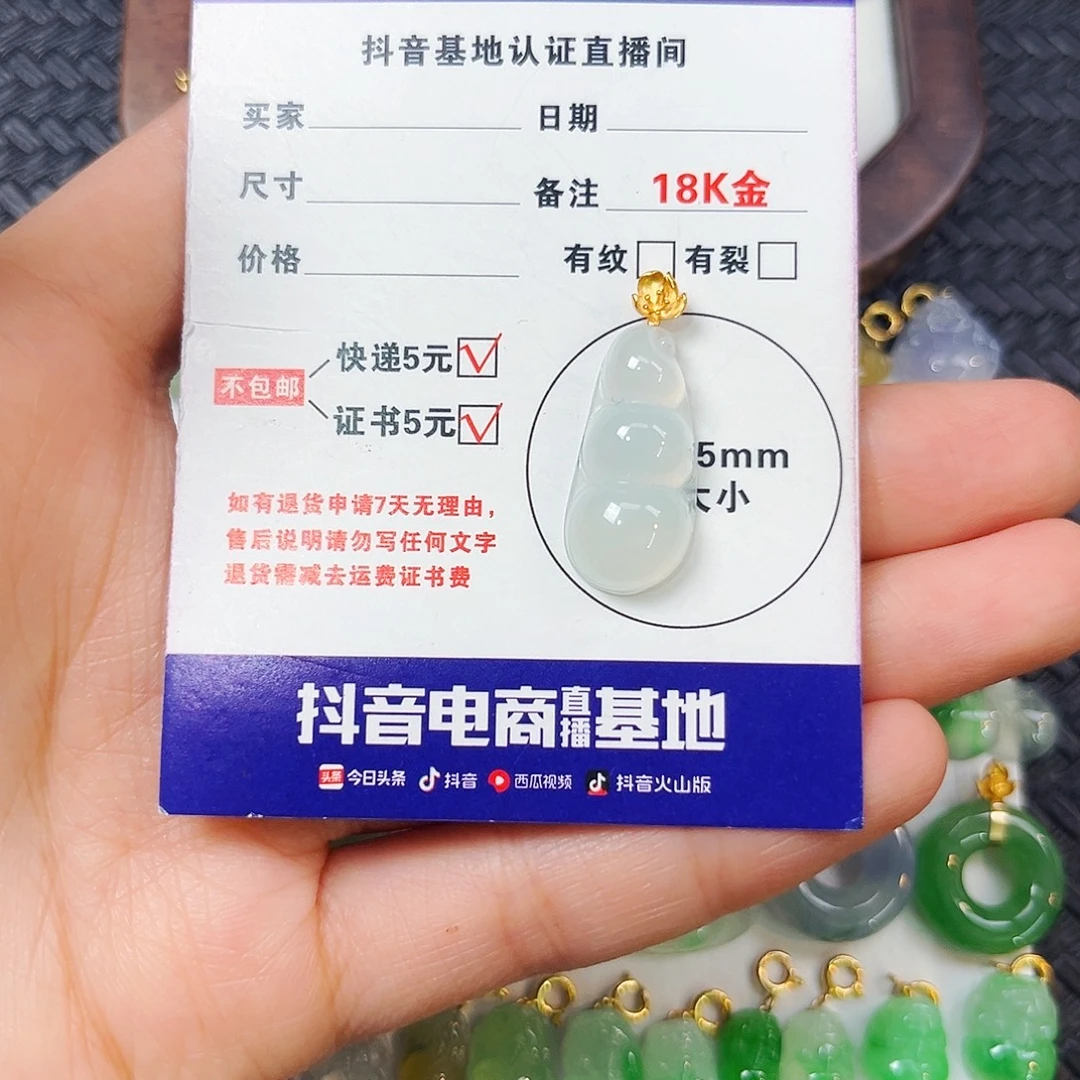 抖音基地认证直播间
买家 日期
尺寸 备注 18K金
价格 有纹 有裂
不包邮 快递5元
证书5元
5mm
大小
如有退货申请7天无理由,
售后说明请勿写任何文字
退货需减去运费证书费
抖音电商直播基地
头条 今日头条 抖音 西瓜视频 抖音火山版